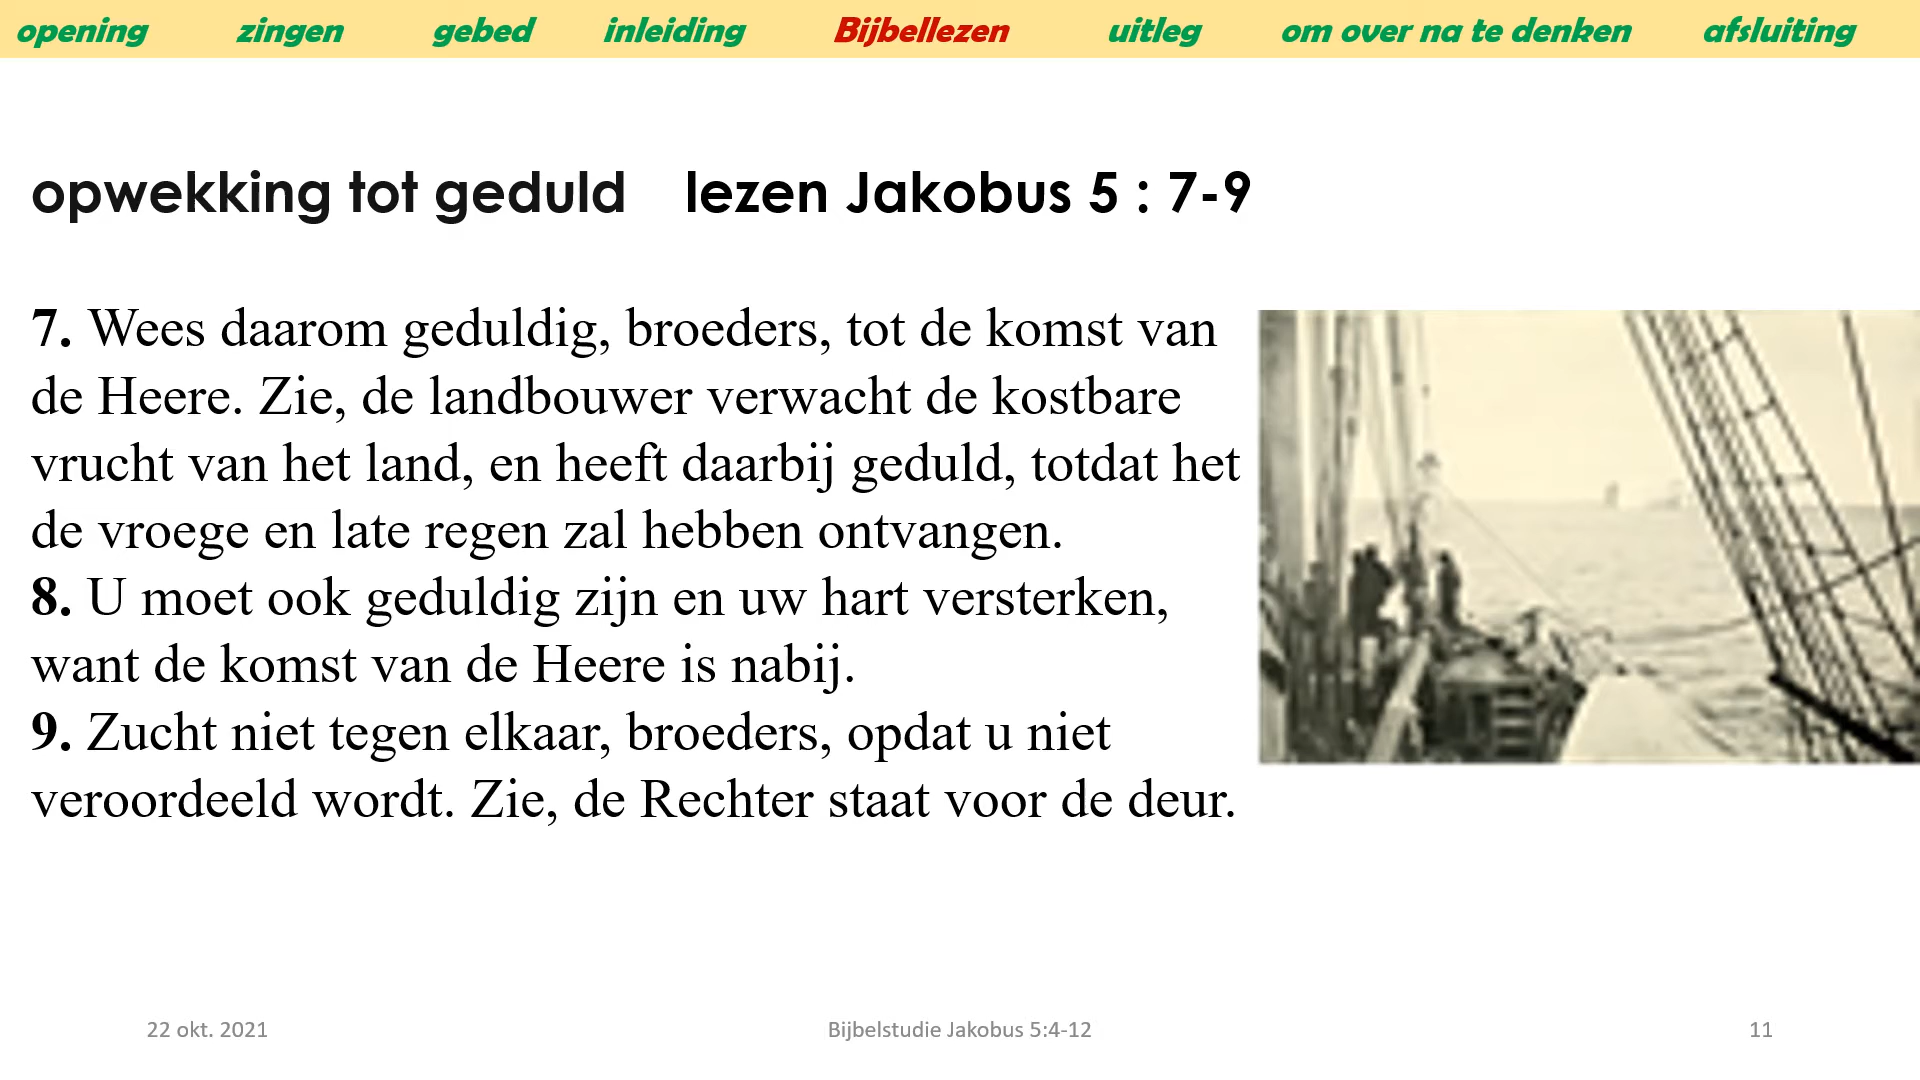 opening zingen gebed inleiding Bijbellezen uitleg om over na te denken afsluiting
opwekking tot geduld lezen Jakobus 5 : 7-9
7. Wees daarom geduldig, broeders, tot de komst van
de Heere. Zie, de landbouwer verwacht de kostbare
vrucht van het land, en heeft daarbij geduld, totdat het
de vroege en late regen zal hebben ontvangen.
8. U moet ook geduldig zijn en uw hart versterken,
want de komst van de Heere is nabij.
9. Zucht niet tegen elkaar, broeders, opdat u niet
veroordeeld wordt. Zie, de Rechter staat voor de deur.
22 okt. 2021 Bijbelstudie Jakobus 5:4-12 11